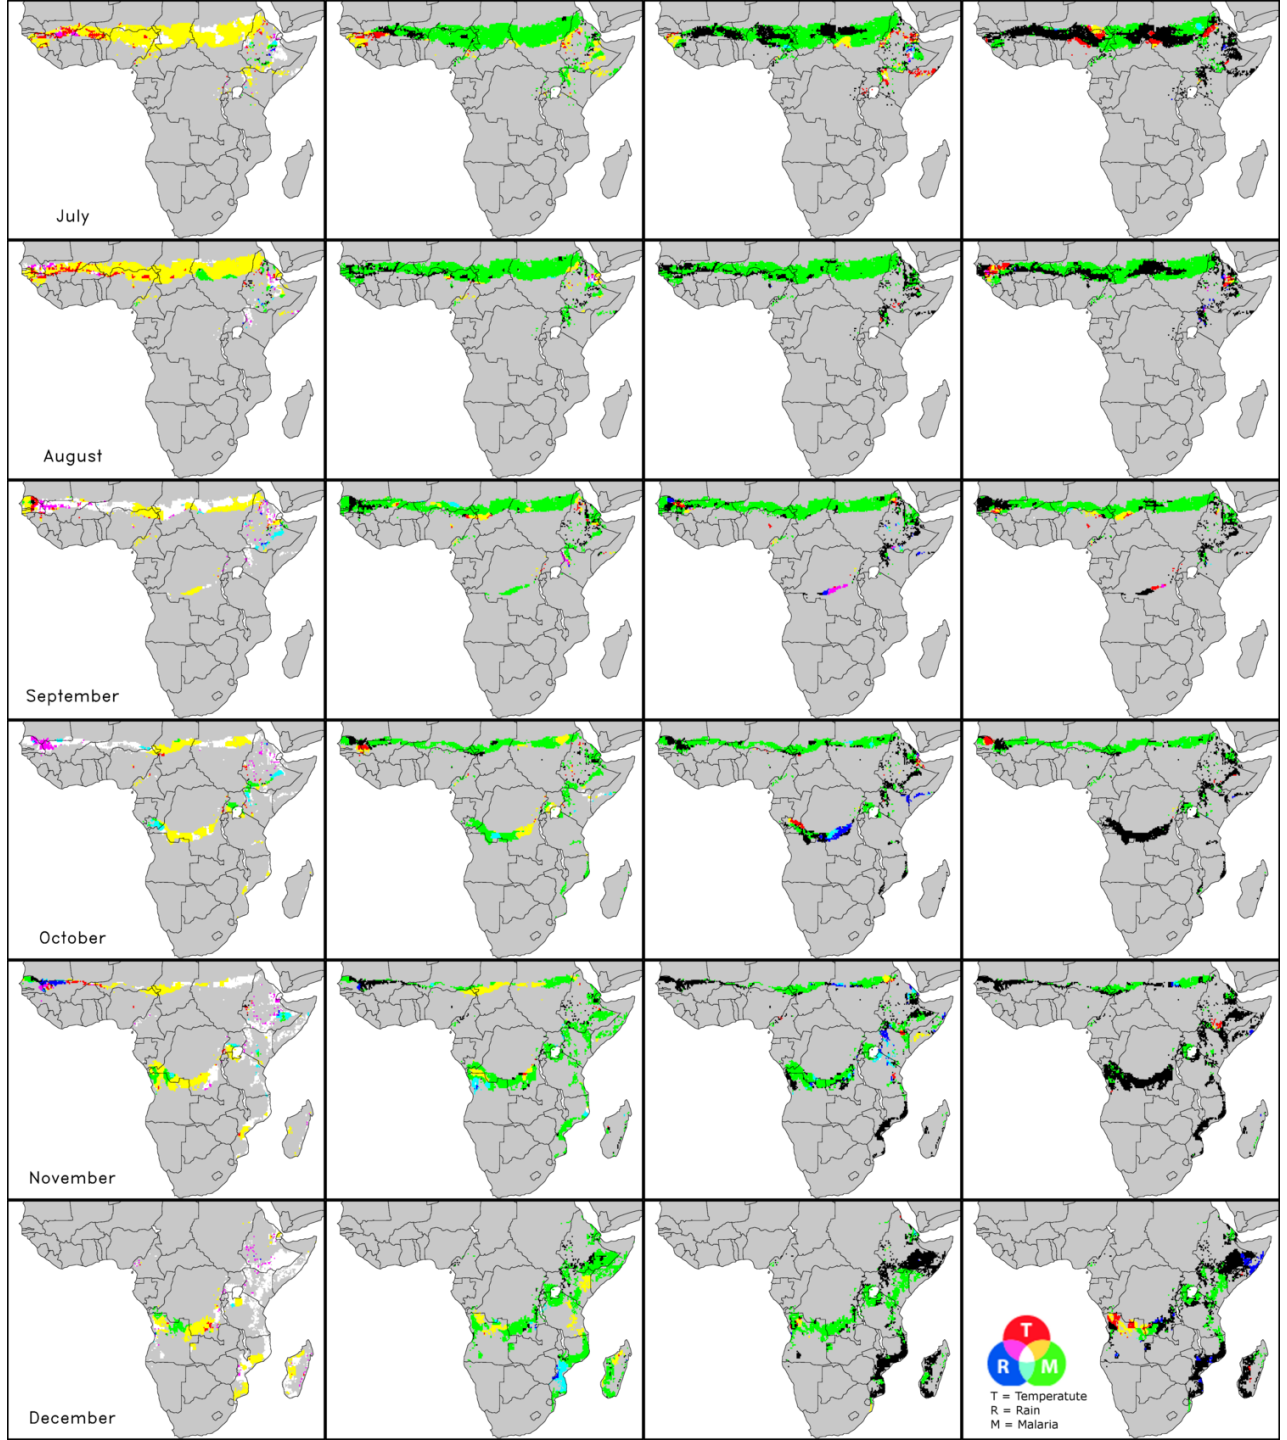 July
August
September
October
November
December
T
R M
T = Temperatute
R = Rain
M = Malaria